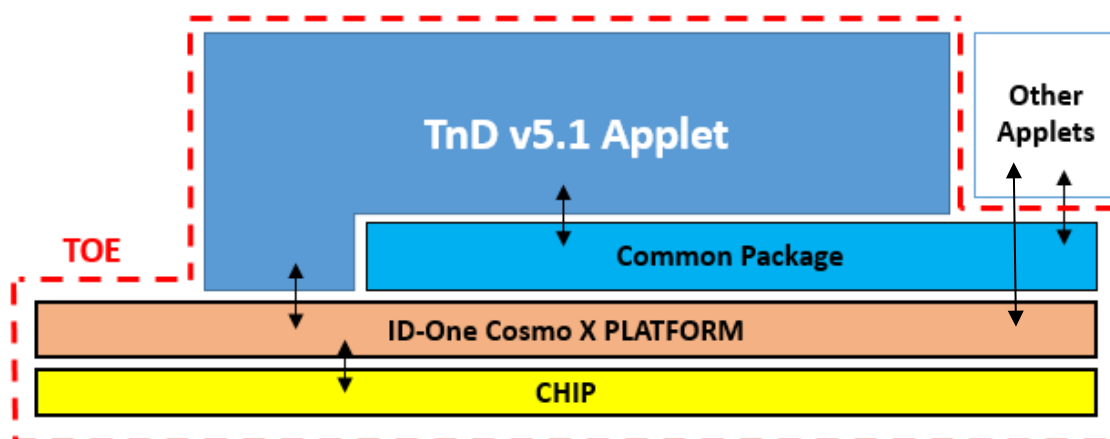 Other
Applets
TnD v5.1 Applet
TOE
Common Package
ID-One Cosmo X PLATFORM
CHIP